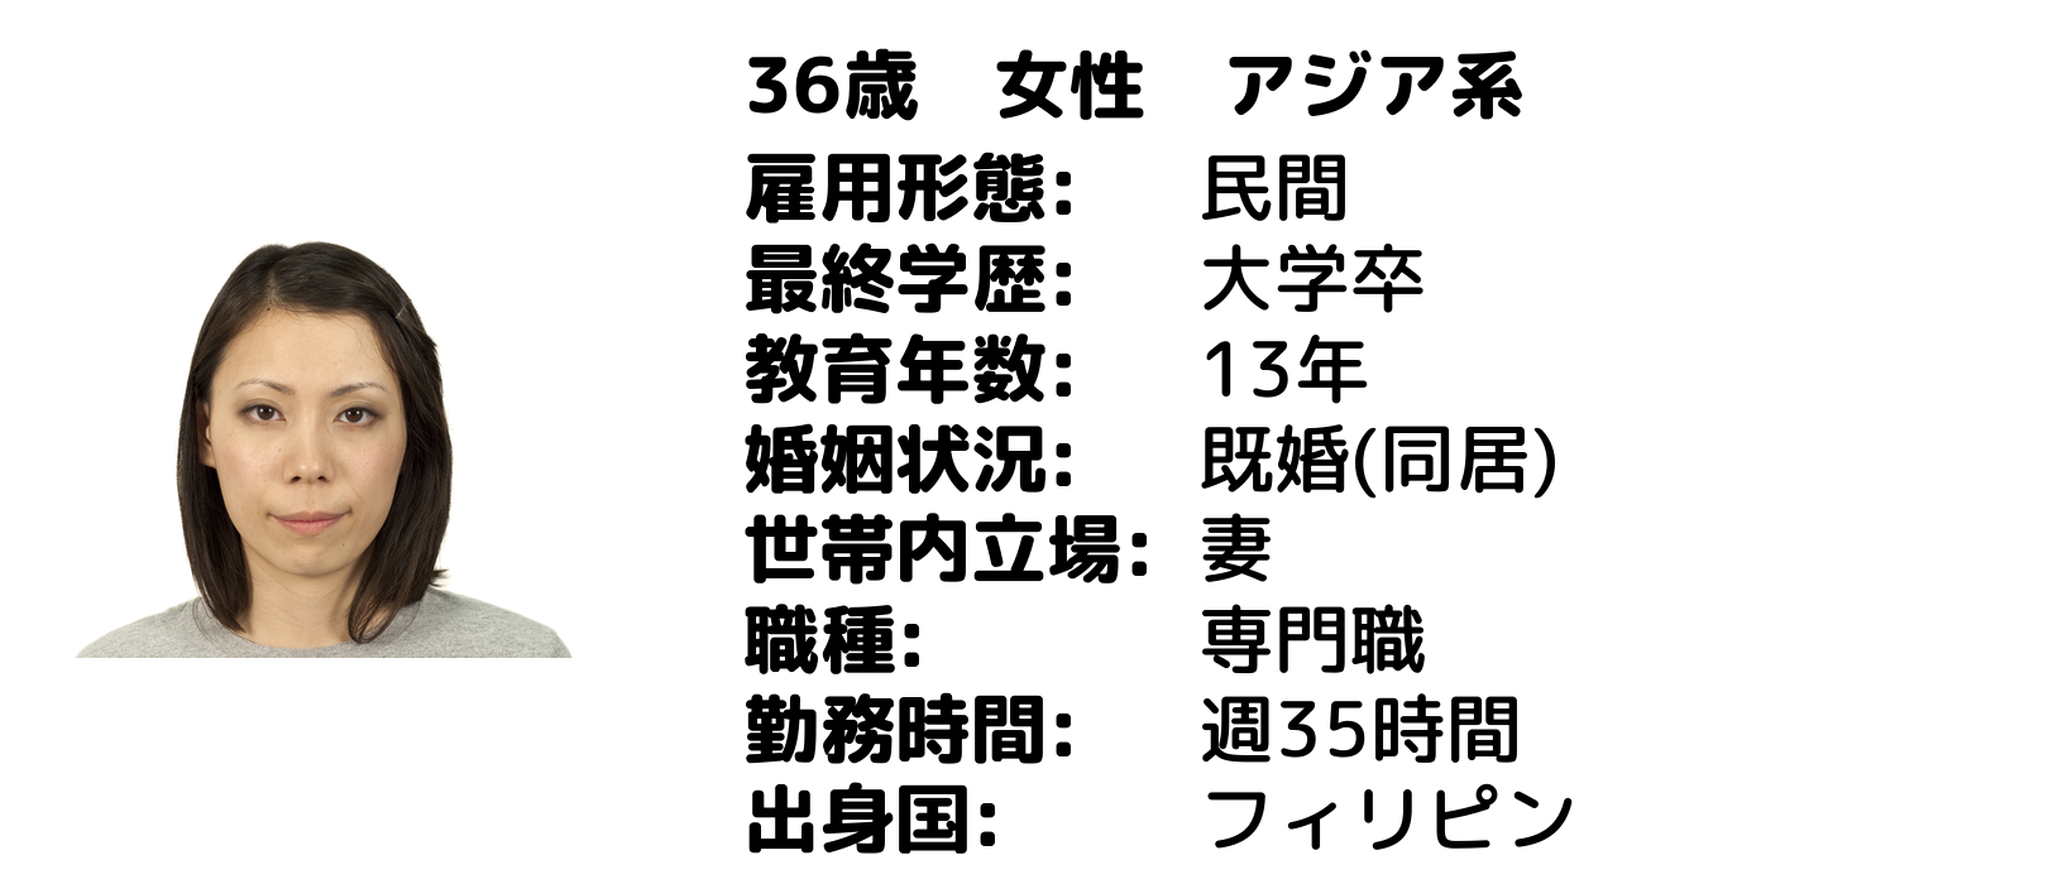 36歳　女性　アジア系
雇用形態: 民間
最終学歴: 大学卒
教育年数: 13年
婚姻状況: 既婚(同居)
世帯内立場: 妻
職種: 専門職
勤務時間: 週35時間
出身国: フィリピン